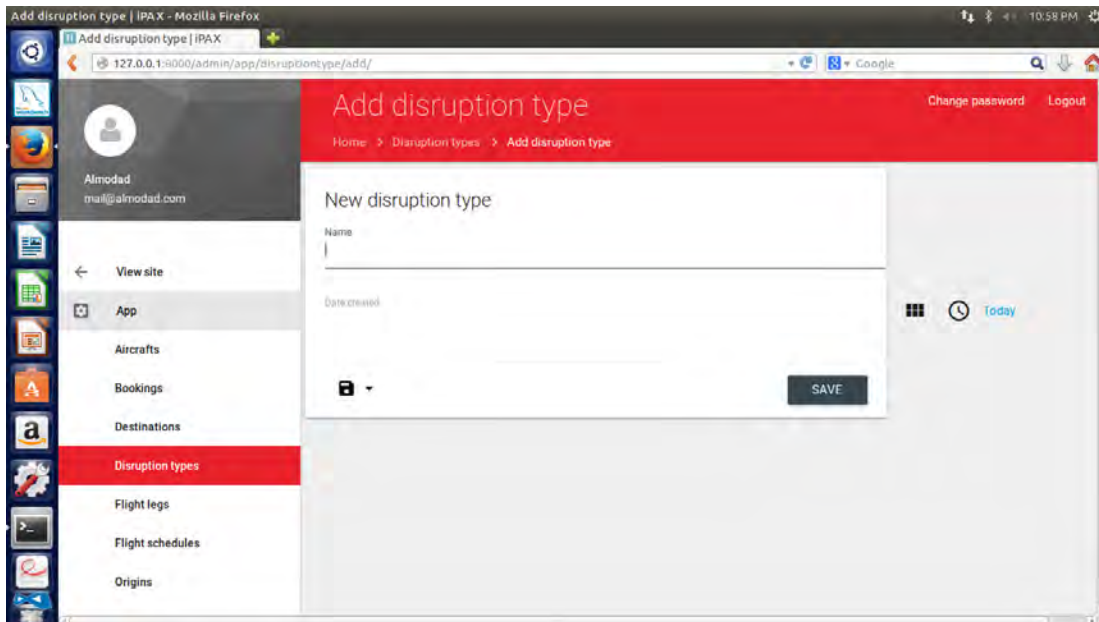 Add disruption type | iPAX - Mozilla Firefox
10:58 PM
Add disruption type | iPAX
127.0.0.1:8000/admin/app/disruptiontype/add/
Google
Add disruption type
Change password Logout
Home > Disruption types > Add disruption type
Almodad
mail@almodad.com
New disruption type
Name
View site
Date created
App
Today
Aircrafts
Bookings
SAVE
Destinations
Disruption types
Flight legs
Flight schedules
Origins